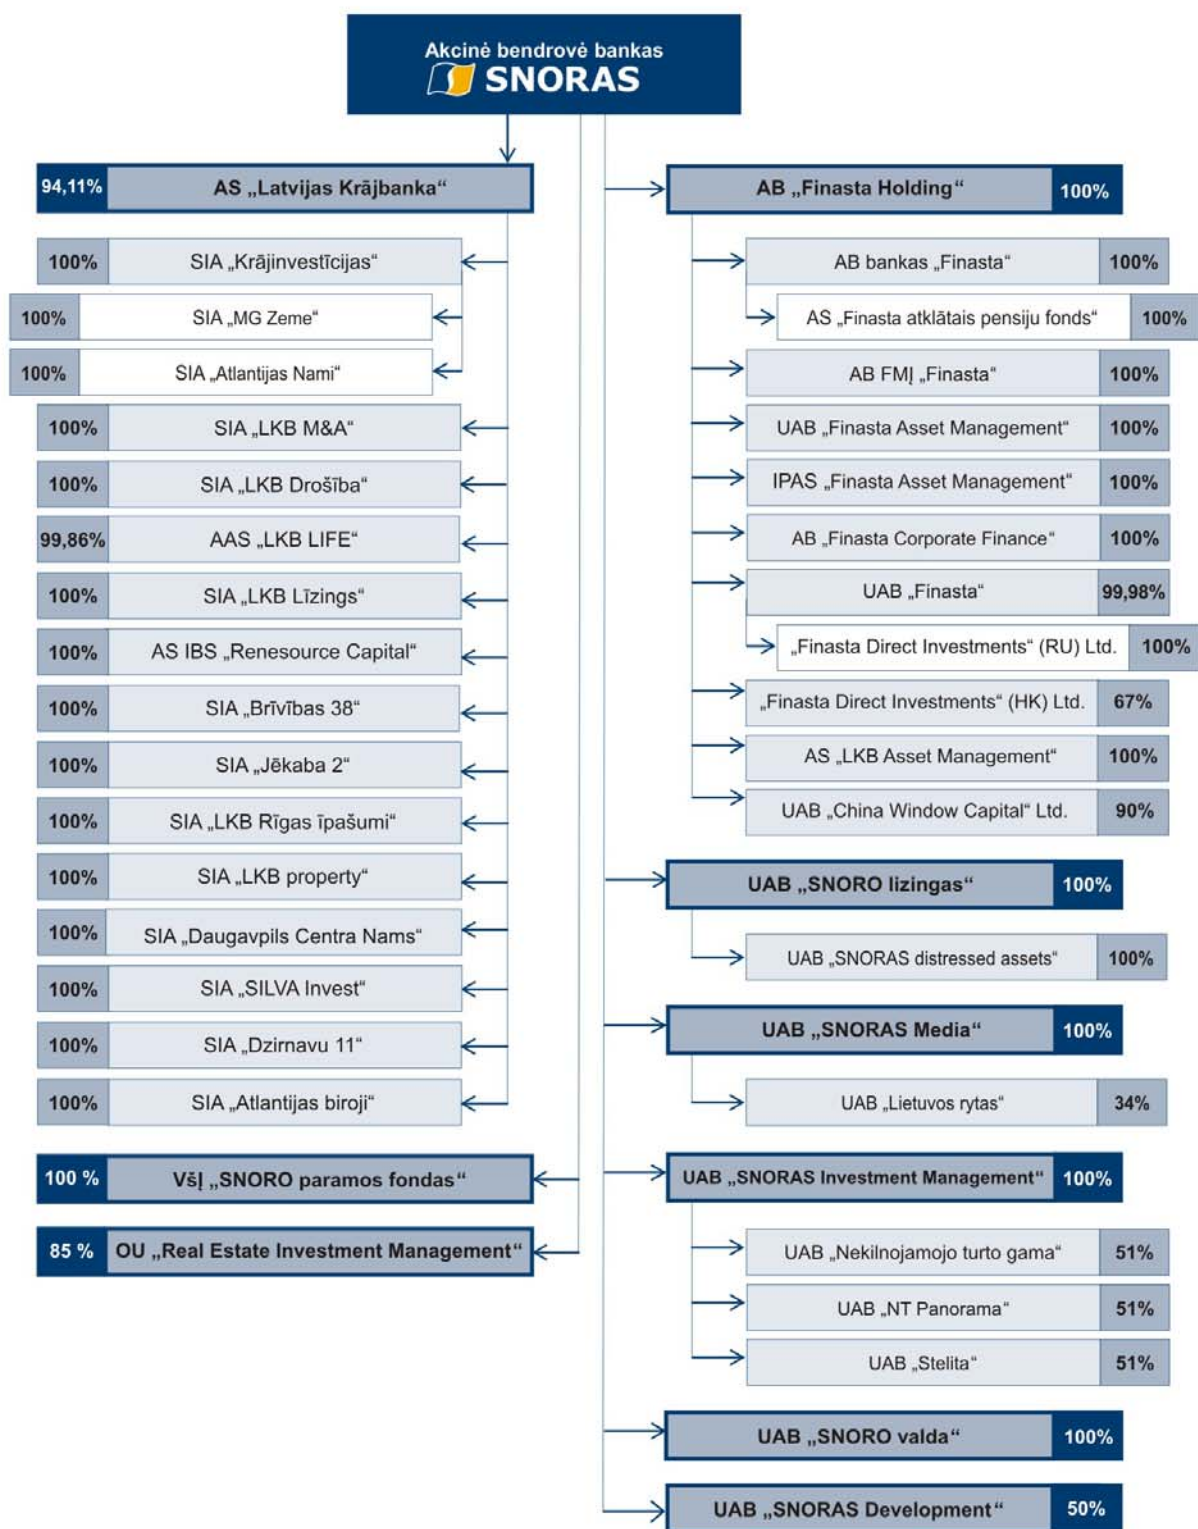 Akcinė bendrovė bankas
SNORAS
94,11% AS „Latvijas Krājbanka“
100% SIA „Krājinvestīcijas“
100% SIA „MG Zeme“
100% SIA „Atlantijas Nami“
100% SIA „LKB M&A“
100% SIA „LKB Drošība“
99,86% AAS „LKB LIFE“
100% SIA „LKB Līzings“
100% AS IBS „Renesource Capital“
100% SIA „Brīvības 38“
100% SIA „Jēkaba 2“
100% SIA „LKB Rīgas īpašumi“
100% SIA „LKB property“
100% SIA „Daugavpils Centra Nams“
100% SIA „SILVA Invest“
100% SIA „Dzirnavu 11“
100% SIA „Atlantijas biroji“
100 % VšĮ „SNORO paramos fondas“
85 % OU „Real Estate Investment Management“
AB „Finasta Holding“ 100%
AB bankas „Finasta“ 100%
AS „Finasta atklātais pensiju fonds“ 100%
AB FMĮ „Finasta“ 100%
UAB „Finasta Asset Management“ 100%
IPAS „Finasta Asset Management“ 100%
AB „Finasta Corporate Finance“ 100%
UAB „Finasta“ 99,98%
„Finasta Direct Investments“ (RU) Ltd. 100%
„Finasta Direct Investments“ (HK) Ltd. 67%
AS „LKB Asset Management“ 100%
UAB „China Window Capital“ Ltd. 90%
UAB „SNORO lizingas“ 100%
UAB „SNORAS distressed assets“ 100%
UAB „SNORAS Media“ 100%
UAB „Lietuvos rytas“ 34%
UAB „SNORAS Investment Management“ 100%
UAB „Nekilnojamojo turto gama“ 51%
UAB „NT Panorama“ 51%
UAB „Stelita“ 51%
UAB „SNORO valda“ 100%
UAB „SNORAS Development“ 50%